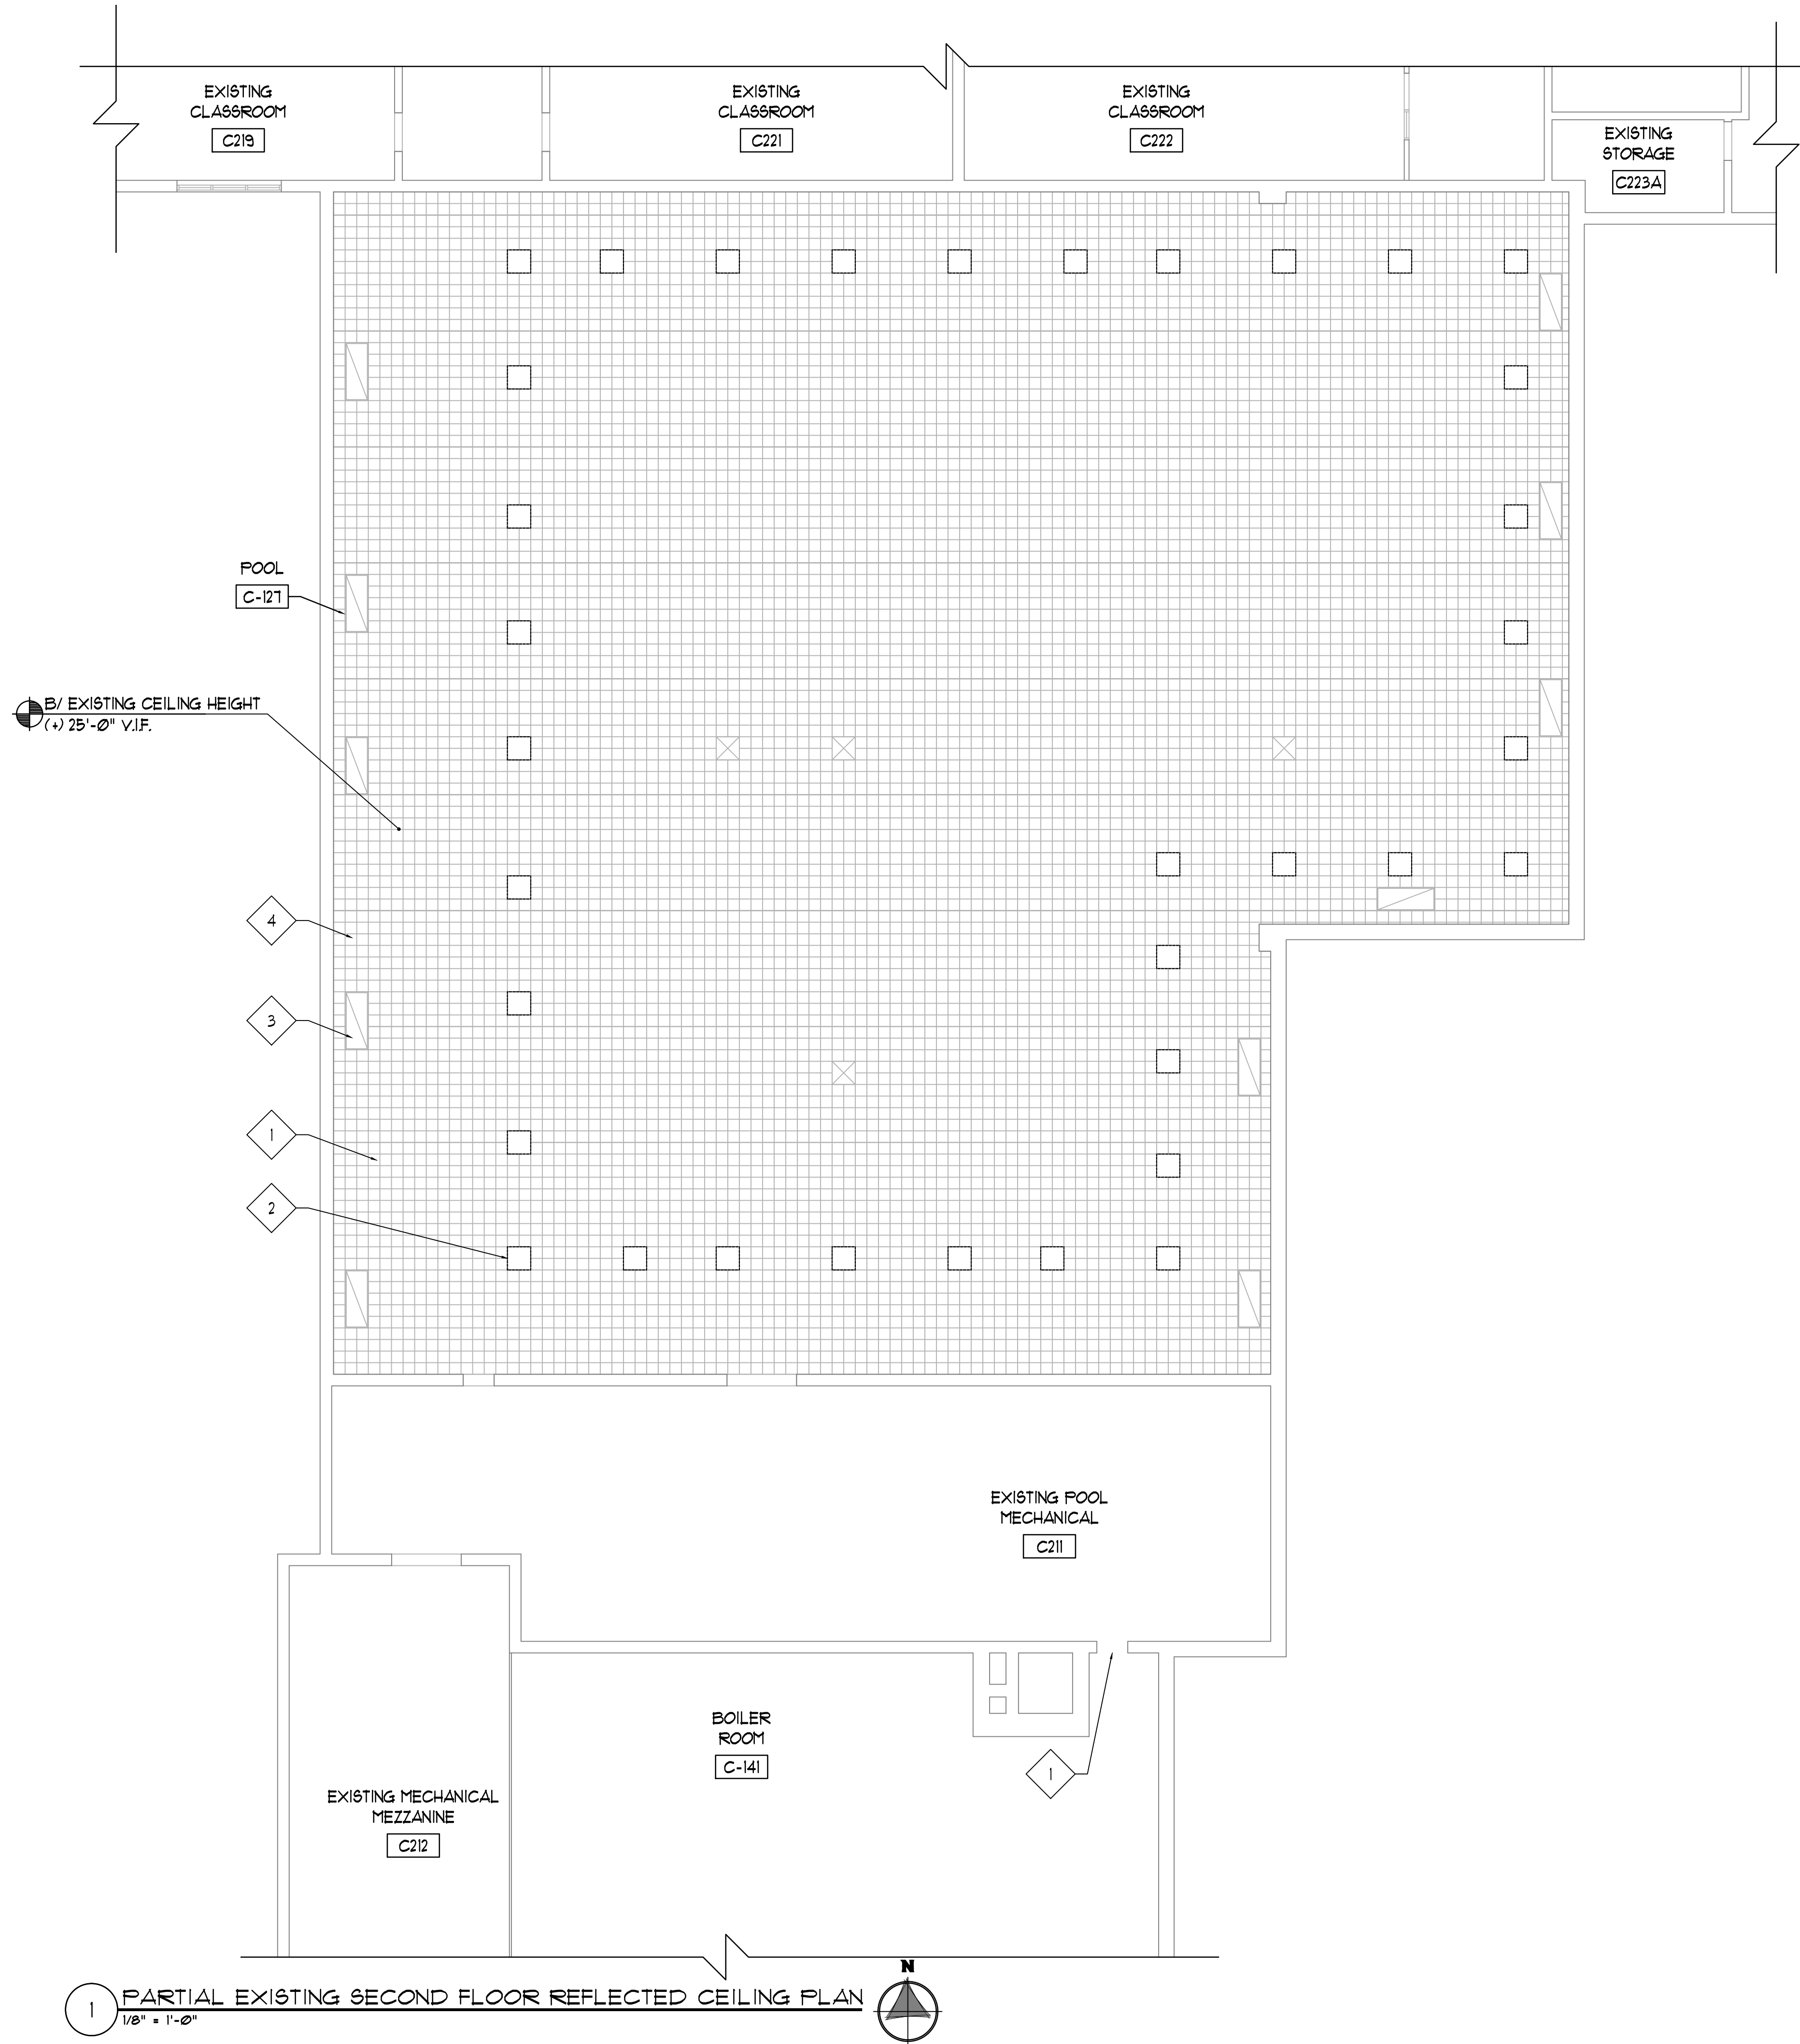 EXISTING
CLASSROOM
C219
EXISTING
CLASSROOM
C221
EXISTING
CLASSROOM
C222
EXISTING
STORAGE
C223A
POOL
C-127
B/ EXISTING CEILING HEIGHT
(+) 25'-0" V.I.F.
4
3
1
2
EXISTING POOL
MECHANICAL
C211
BOILER
ROOM
C-141
1
EXISTING MECHANICAL
MEZZANINE
C212
N
1 PARTIAL EXISTING SECOND FLOOR REFLECTED CEILING PLAN
1/8" = 1'-0"